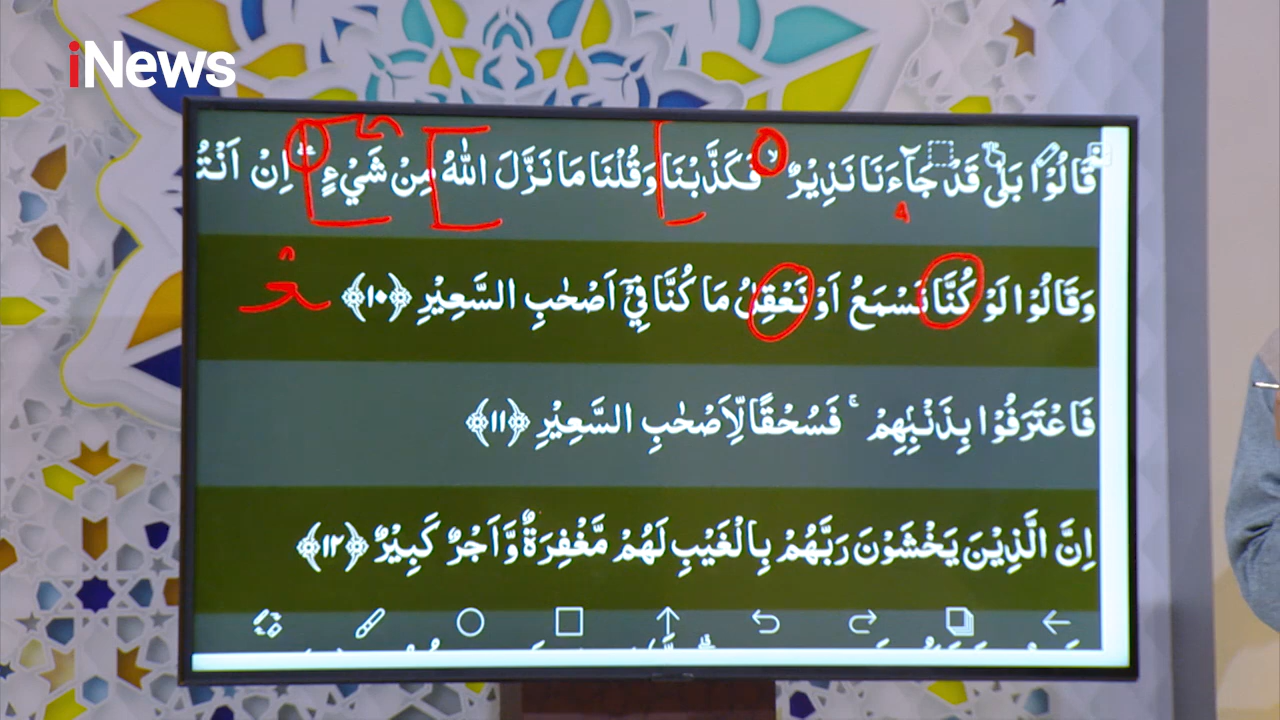 iNews
قَالُوْا بَلٰى قَدْ جَاۤءَنَا نَذِيْرٌ ۙ فَكَذَّبْنَا وَقُلْنَا مَا نَزَّلَ اللّٰهُ مِنْ شَيْءٍ ۖ اِنْ اَنْتُ
وَقَالُوْا لَوْ كُنَّا نَسْمَعُ اَوْ نَعْقِلُ مَا كُنَّا فِيْٓ اَصْحٰبِ السَّعِيْرِ ﴿١٠﴾
فَاعْتَرَفُوْا بِذَنْۢبِهِمْ ۚ فَسُحْقًا لِّاَصْحٰبِ السَّعِيْرِ ﴿١١﴾
اِنَّ الَّذِيْنَ يَخْشَوْنَ رَبَّهُمْ بِالْغَيْبِ لَهُمْ مَّغْفِرَةٌ وَّاَجْرٌ كَبِيْرٌ ﴿١٢﴾